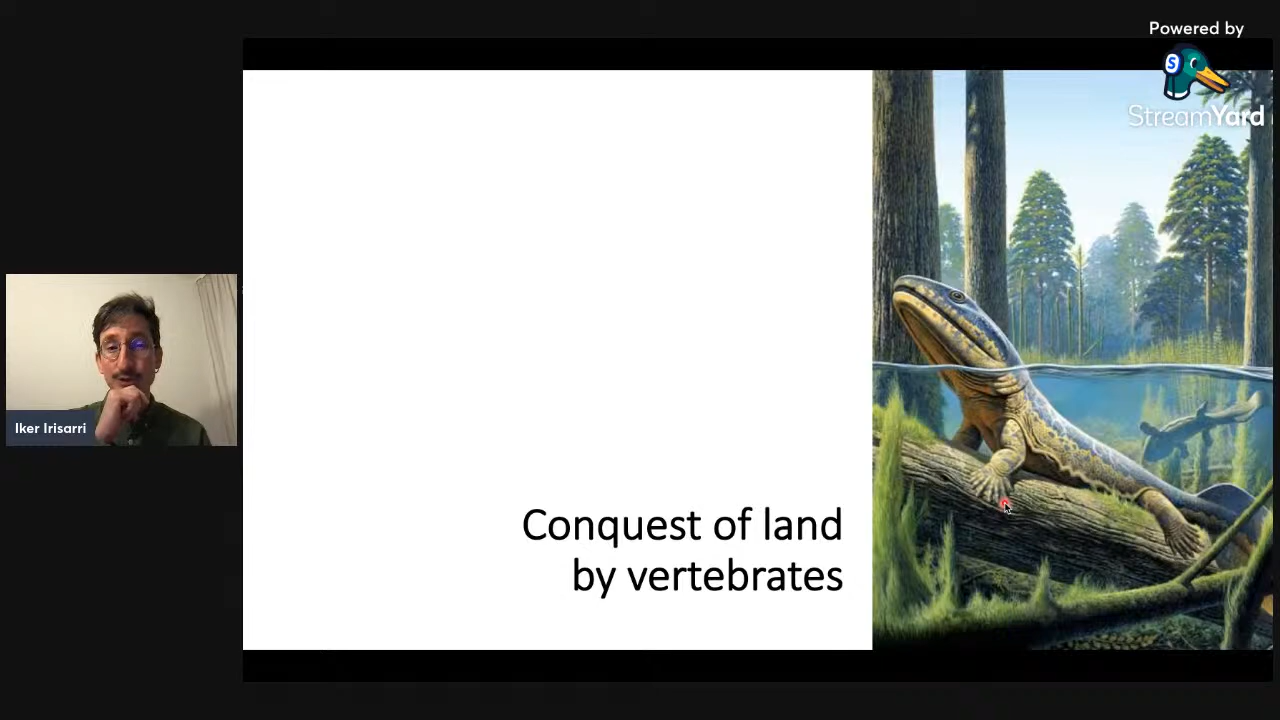 Powered by
S
StreamYard
Iker Irisarri
Conquest of land
by vertebrates